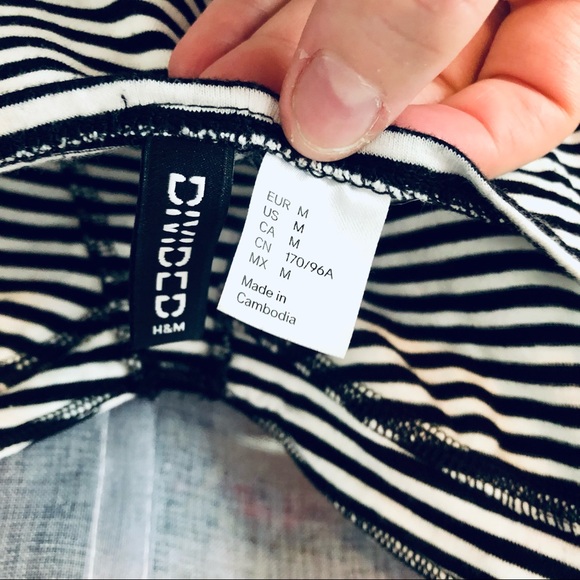 DIVIDED
H&M
EUR M
US M
CA M
CN 170/96A
MX M
Made in
Cambodia